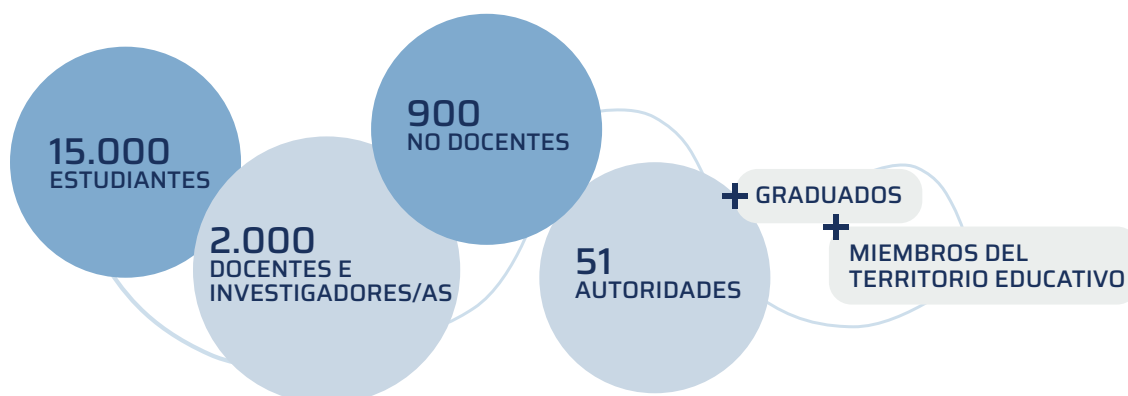 15.000
ESTUDIANTES
2.000
DOCENTES E
INVESTIGADORES/AS
900
NO DOCENTES
51
AUTORIDADES
+ GRADUADOS
+
MIEMBROS DEL
TERRITORIO EDUCATIVO